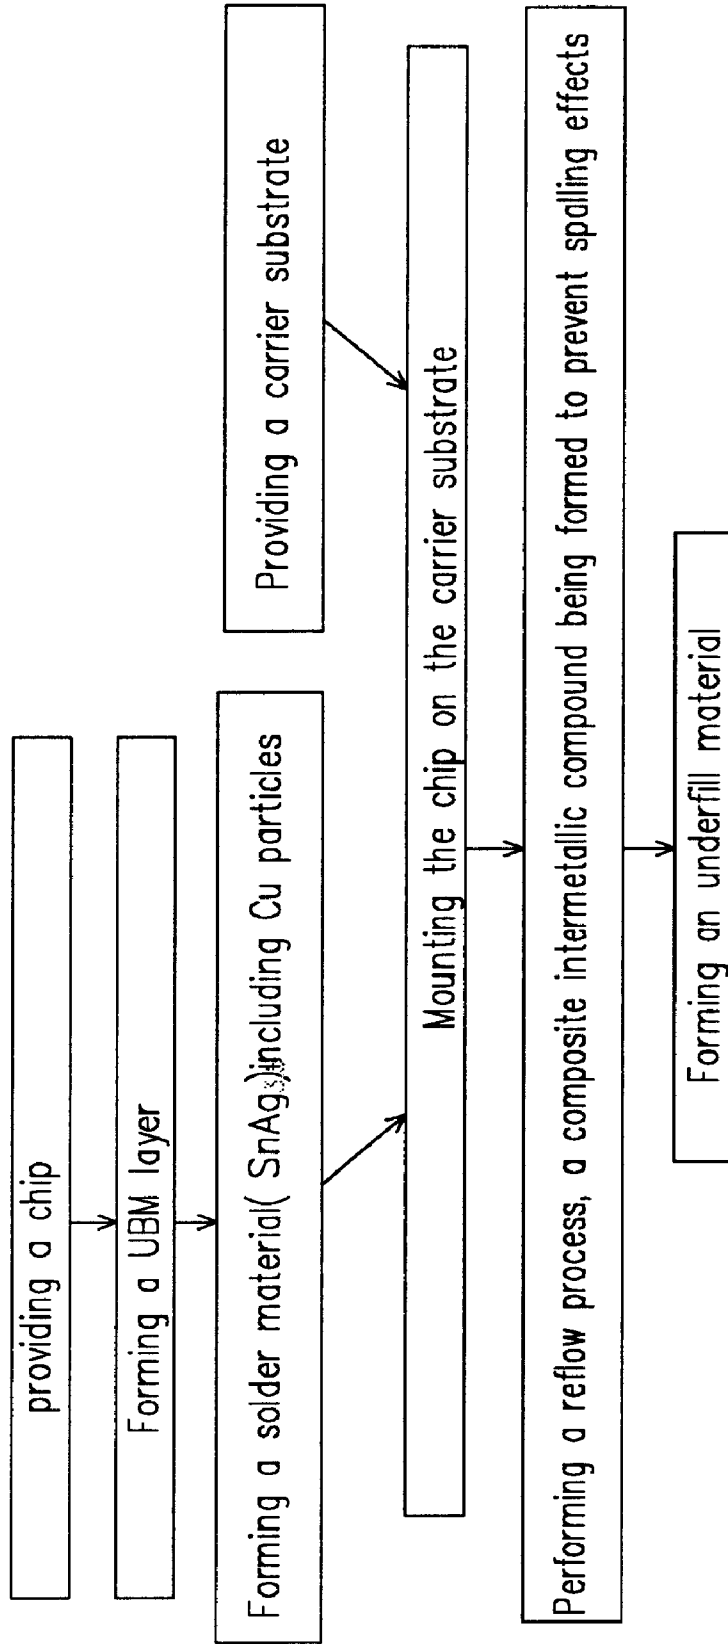 providing a chip
Forming a UBM layer
Forming a solder material( SnAg )including Cu particles
Providing a carrier substrate
Mounting the chip on the carrier substrate
Performing a reflow process, a composite intermetallic compound being formed to prevent spalling effects
Forming an underfill material